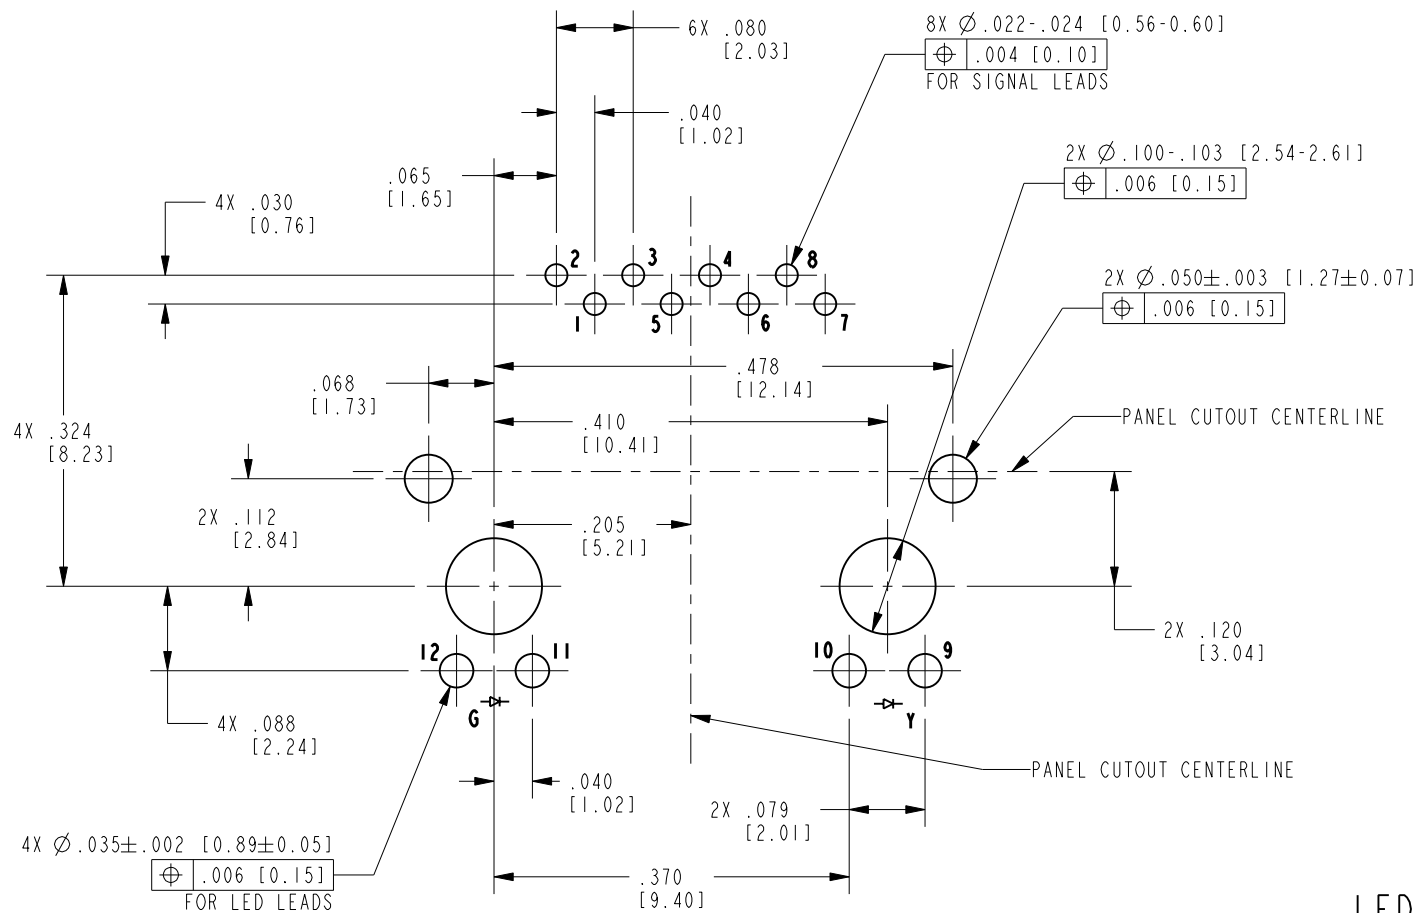 6X .080
[2.03]
8X Ø.022-.024 [0.56-0.60]
⌖ .004 [0.10]
FOR SIGNAL LEADS
.040
[1.02]
2X Ø.100-.103 [2.54-2.61]
⌖ .006 [0.15]
.065
[1.65]
4X .030
[0.76]
2 3 4 8
2X Ø.050±.003 [1.27±0.07]
⌖ .006 [0.15]
1 5 6 7
.478
[12.14]
.068
[1.73]
.410
[10.41]
PANEL CUTOUT CENTERLINE
4X .324
[8.23]
2X .112
[2.84]
.205
[5.21]
2X .120
[3.04]
12 11 10 9
G Y
4X .088
[2.24]
PANEL CUTOUT CENTERLINE
.040
[1.02]
2X .079
[2.01]
4X Ø.035±.002 [0.89±0.05]
⌖ .006 [0.15]
FOR LED LEADS
.370
[9.40]
LED